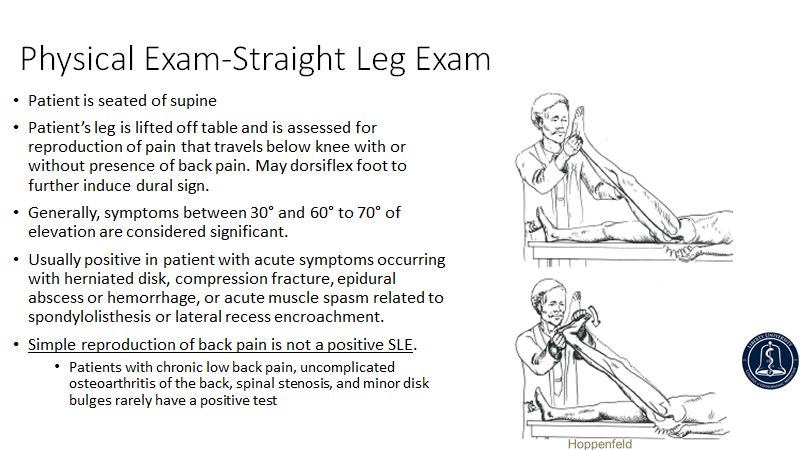 Physical Exam-Straight Leg Exam
• Patient is seated of supine
• Patient’s leg is lifted off table and is assessed for
reproduction of pain that travels below knee with or
without presence of back pain. May dorsiflex foot to
further induce dural sign.
• Generally, symptoms between 30° and 60° to 70° of
elevation are considered significant.
• Usually positive in patient with acute symptoms occurring
with herniated disk, compression fracture, epidural
abscess or hemorrhage, or acute muscle spasm related to
spondylolisthesis or lateral recess encroachment.
• Simple reproduction of back pain is not a positive SLE.
• Patients with chronic low back pain, uncomplicated
osteoarthritis of the back, spinal stenosis, and minor disk
bulges rarely have a positive test
Hoppenfeld
LIBERTY UNIVERSITY